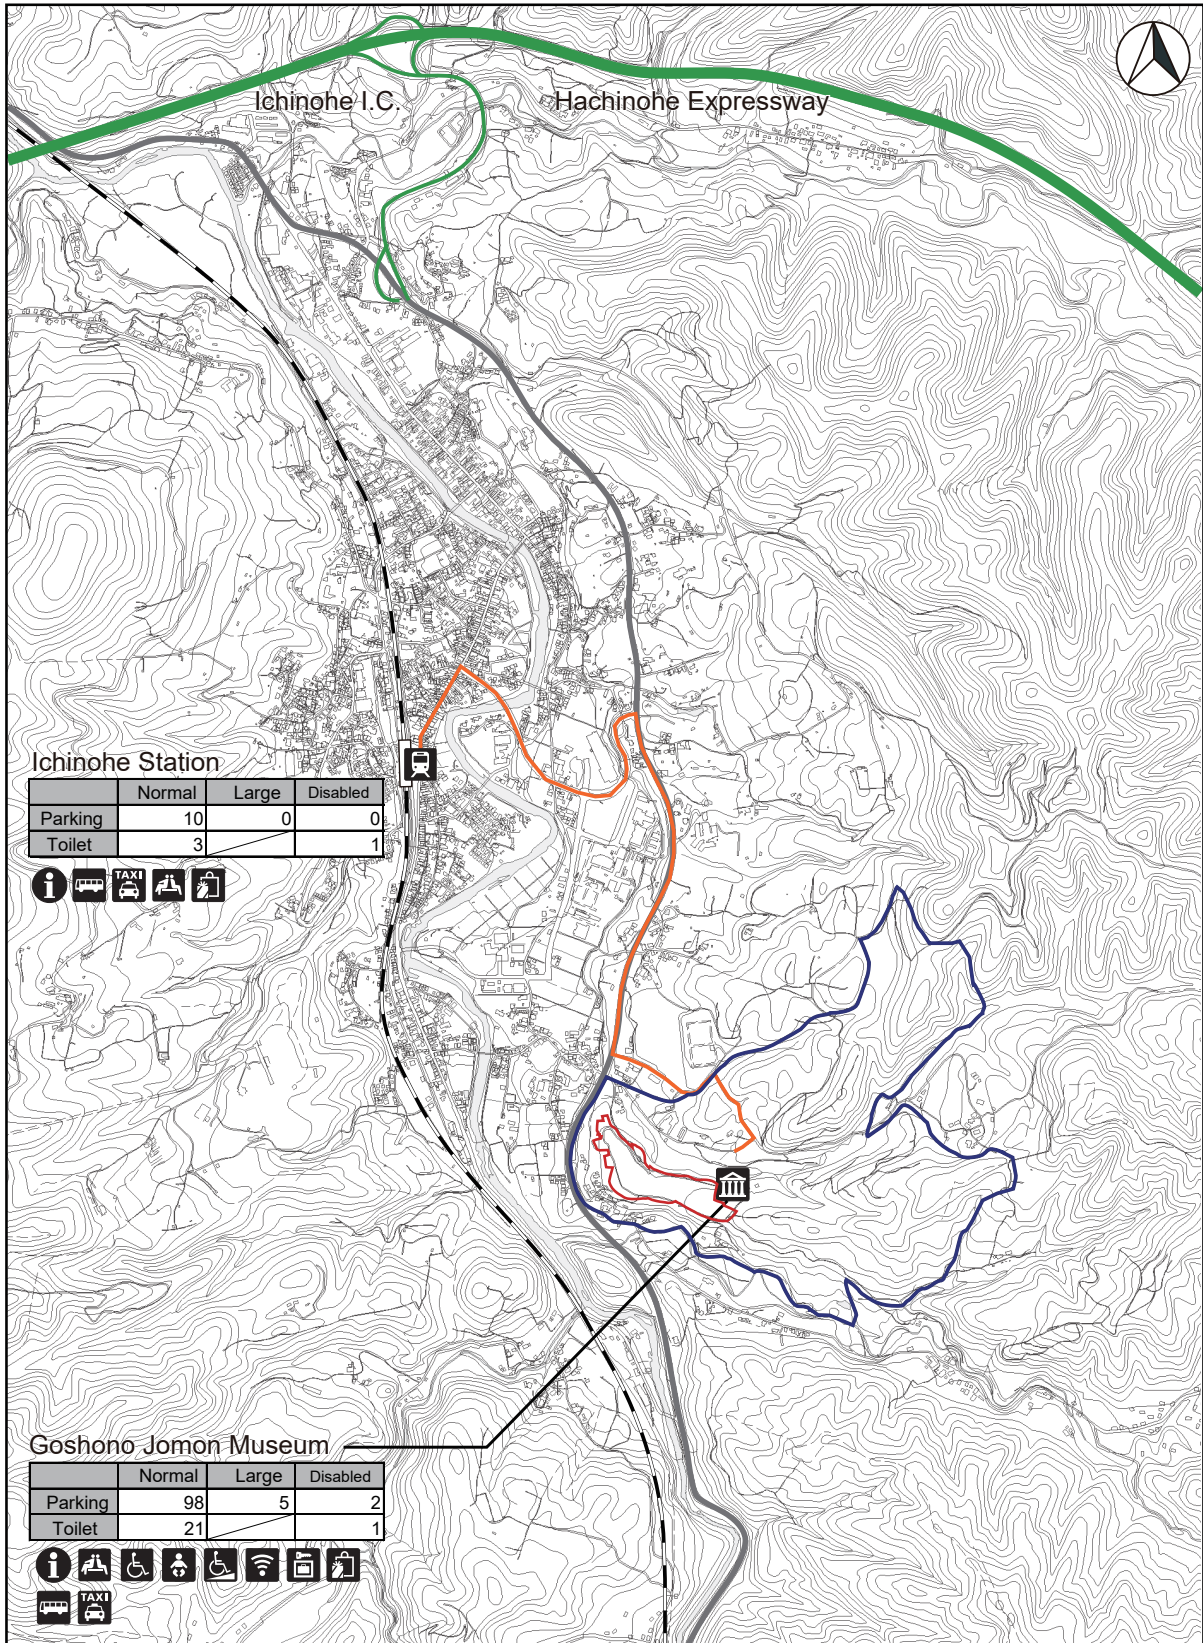 Ichinohe I.C.
Hachinohe Expressway
Ichinohe Station
Normal Large Disabled
Parking 10 0 0
Toilet 3 1
TAXI
Goshono Jomon Museum
Normal Large Disabled
Parking 98 5 2
Toilet 21 1
TAXI